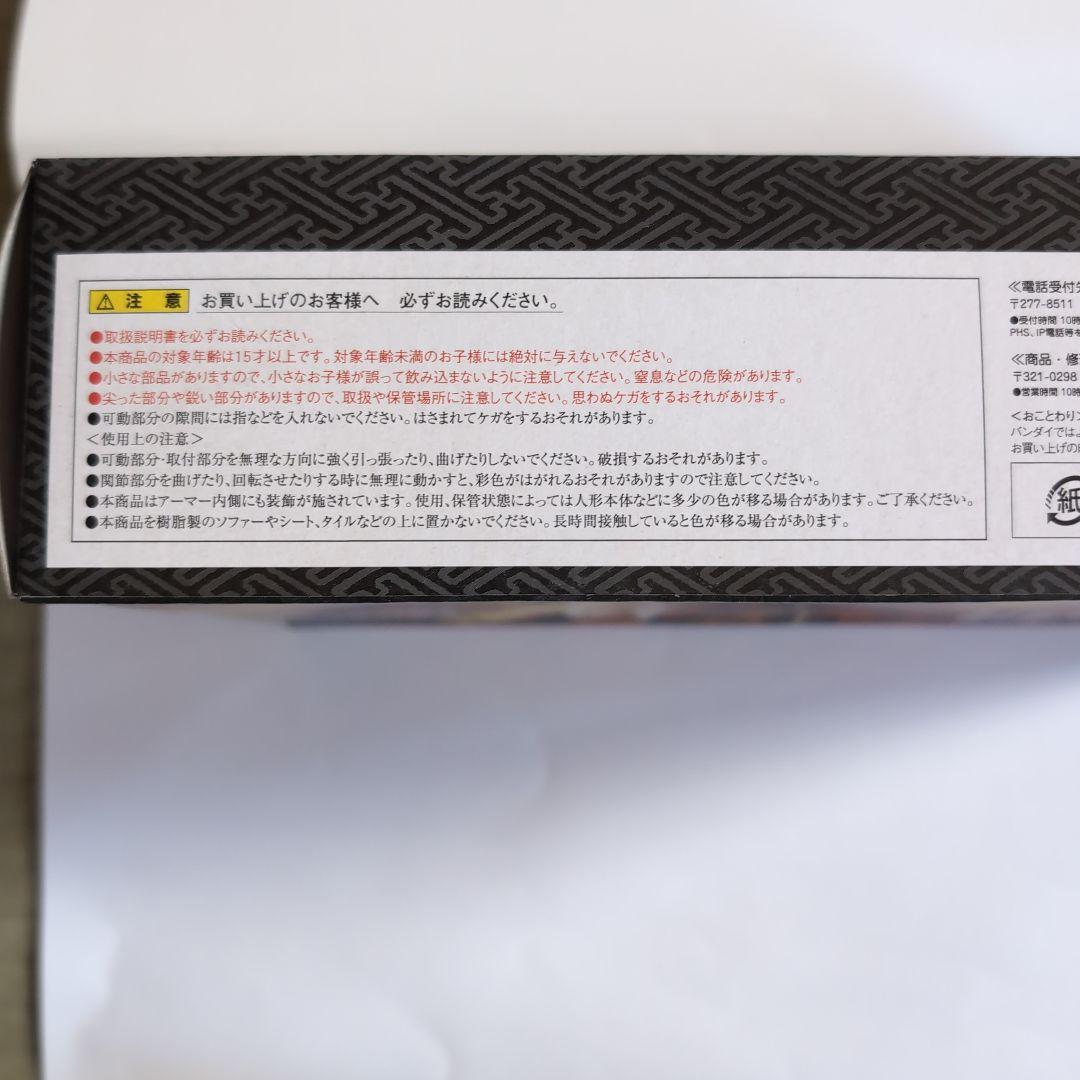 注意 お買い上げのお客様へ 必ずお読みください。
●取扱説明書を必ずお読みください。
●本商品の対象年齢は15才以上です。対象年齢未満のお子様には絶対に与えないでください。
●小さな部品がありますので、小さなお子様が誤って飲み込まないように注意してください。窒息などの危険があります。
●尖った部分や鋭い部分がありますので、取扱や保管場所に注意してください。思わぬケガをするおそれがあります。
●可動部分の隙間には指などを入れないでください。はさまれてケガをするおそれがあります。
<使用上の注意>
●可動部分・取付部分を無理な方向に強く引っ張ったり、曲げたりしないでください。破損するおそれがあります。
●関節部分を曲げたり、回転させたりする時に無理に動かすと、彩色がはがれるおそれがありますので注意してください。
●本商品はアーマー内側にも装飾が施されています。使用、保管状態によっては人形本体などに多少の色が移る場合があります。ご了承ください。
●本商品を樹脂製のソファーやシート、タイルなどの上に置かないでください。長時間接触していると色が移る場合があります。
≪電話受付
〒277-8511
●受付時間 10時
PHS、IP電話等を
≪商品・修
〒321-0298
●営業時間 10時
<おことわり>
バンダイでは
お買い上げの
紙